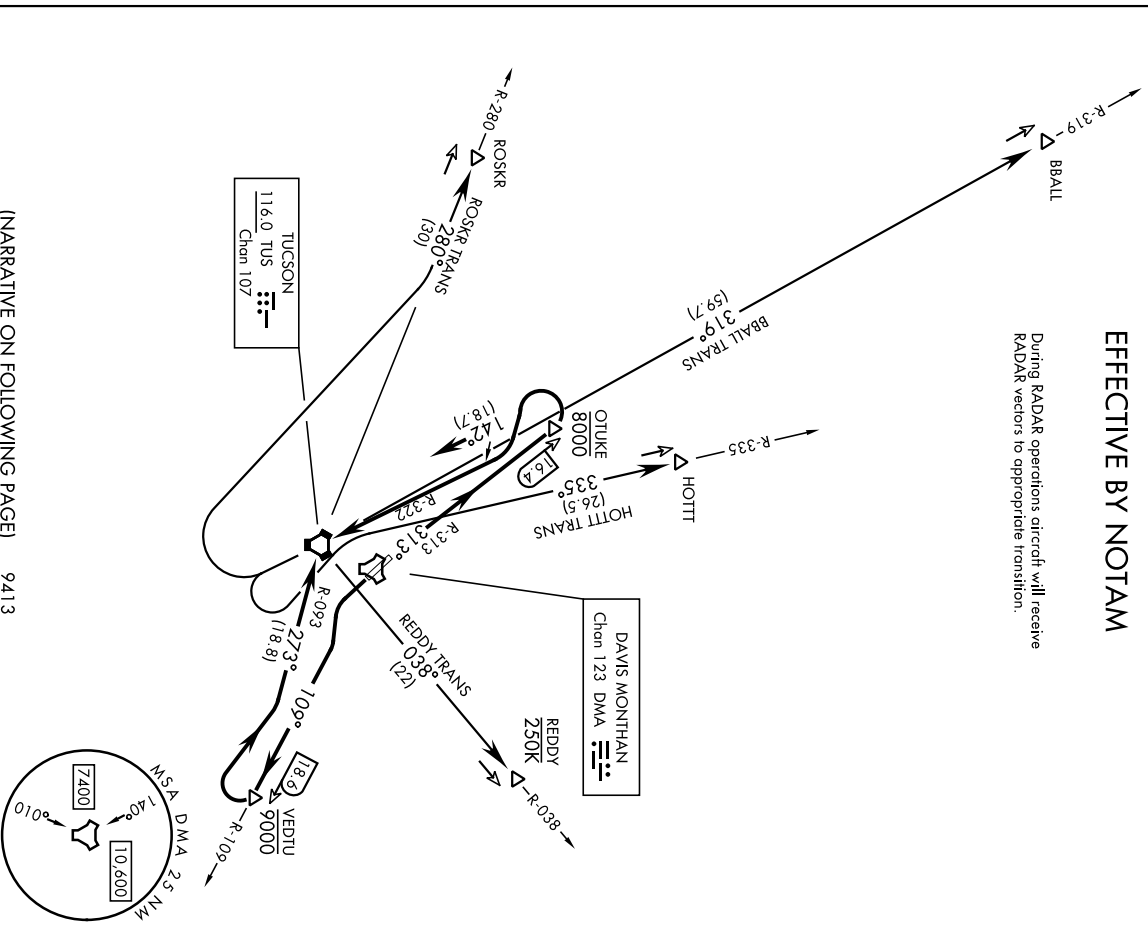 EFFECTIVE BY NOTAM
During RADAR operations aircraft will receive
RADAR vectors to appropriate transition.
BBALL
R-319
BBALL TRANS
319°
(59.7)
HOTTT
R-335
HOTTT TRANS
335°
(26.5)
OTUKE
8000
16.4
142°
(18.7)
R-322
R-313
313°
ROSKR
R-280
ROSKR TRANS
280°
(30)
TUCSON
116.0 TUS
Chan 107
DAVIS MONTHAN
Chan 123 DMA
REDDY
250K
R-038
REDDY TRANS
038°
(22)
R-093
273°
(18.8)
109°
18.6
VEDTU
9000
R-109
MSA DMA 25 NM
140°
10,600
7400
010°
(NARRATIVE ON FOLLOWING PAGE) 9413